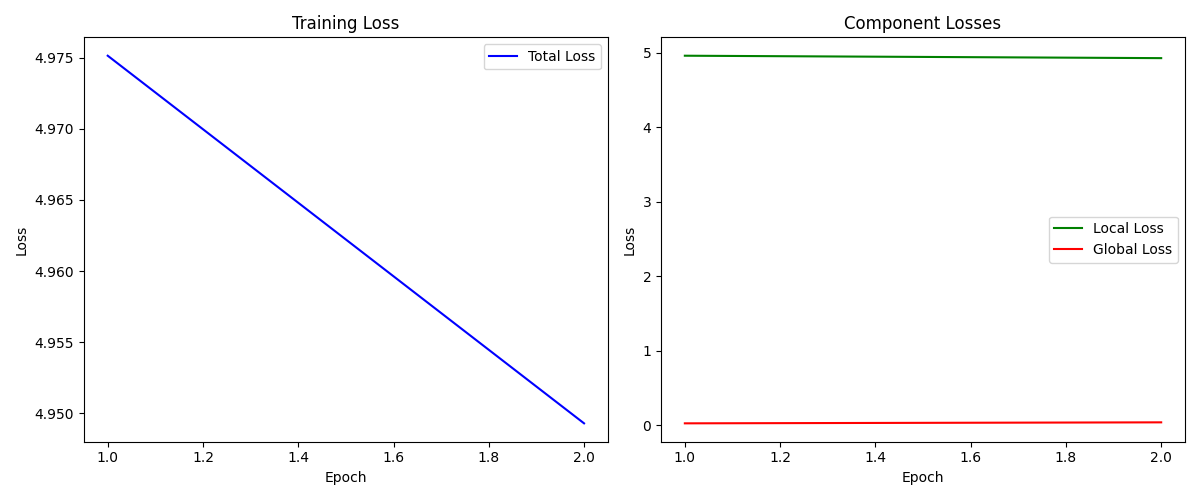 Training Loss
Total Loss
4.975
4.970
4.965
4.960
4.955
4.950
Loss
1.0 1.2 1.4 1.6 1.8 2.0
Epoch
Component Losses
5
4
3
2
1
0
Loss
Local Loss
Global Loss
1.0 1.2 1.4 1.6 1.8 2.0
Epoch